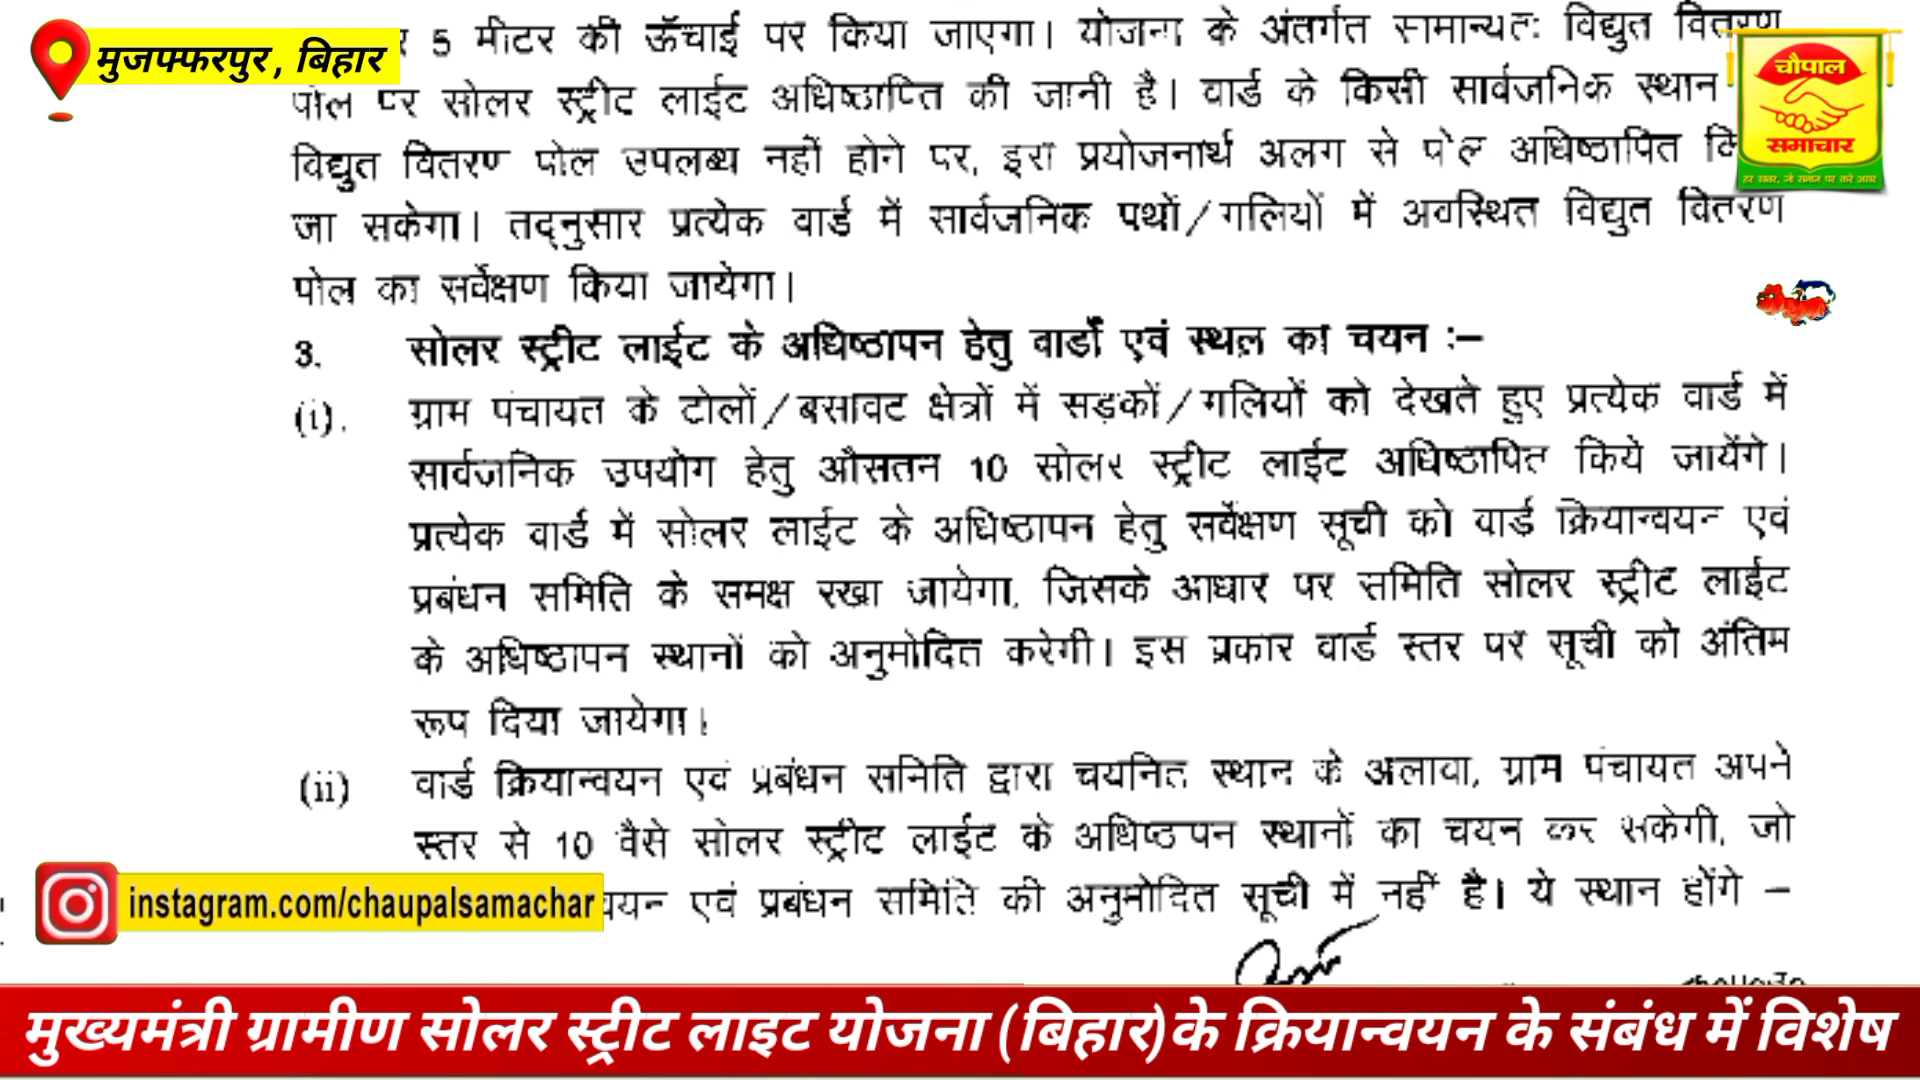 मुजफ्फरपुर, बिहार
5 मीटर की ऊँचाई पर किया जाएगा। योजना के अंतर्गत सामान्यतः विद्युत वितरण
पोल पर सोलर स्ट्रीट लाईट अधिष्ठापित की जानी है। वार्ड के किसी सार्वजनिक स्थान
विद्युत वितरण पोल उपलब्ध नहीं होने पर, इस प्रयोजनार्थ अलग से पोल अधिष्ठापित
जा सकेगा। तद्नुसार प्रत्येक वार्ड में सार्वजनिक पथों/गलियों में अवस्थित विद्युत वितरण
पोल का सर्वेक्षण किया जायेगा।
चौपाल
समाचार
हर खबर, जो समाज पर करे असर
3. सोलर स्ट्रीट लाईट के अधिष्ठापन हेतु वार्डों एवं स्थल का चयन :–
(i). ग्राम पंचायत के टोलों/बसावट क्षेत्रों में सड़कों/गलियों को देखते हुए प्रत्येक वार्ड में
सार्वजनिक उपयोग हेतु औसतन 10 सोलर स्ट्रीट लाईट अधिष्ठापित किये जायेंगे।
प्रत्येक वार्ड में सोलर लाईट के अधिष्ठापन हेतु सर्वेक्षण सूची को वार्ड क्रियान्वयन एवं
प्रबंधन समिति के समक्ष रखा जायेगा, जिसके आधार पर समिति सोलर स्ट्रीट लाईट
के अधिष्ठापन स्थानों को अनुमोदित करेगी। इस प्रकार वार्ड स्तर पर सूची को अंतिम
रूप दिया जायेगा।
(ii) वार्ड क्रियान्वयन एवं प्रबंधन समिति द्वारा चयनित स्थान के अलावा, ग्राम पंचायत अपने
स्तर से 10 वैसे सोलर स्ट्रीट लाईट के अधिष्ठापन स्थानों का चयन कर सकेगी, जो
एवं प्रबंधन समिति की अनुमोदित सूची में नहीं है। ये स्थान होंगे –
instagram.com/chaupalsamachar
मुख्यमंत्री ग्रामीण सोलर स्ट्रीट लाइट योजना (बिहार)के क्रियान्वयन के संबंध में विशेष